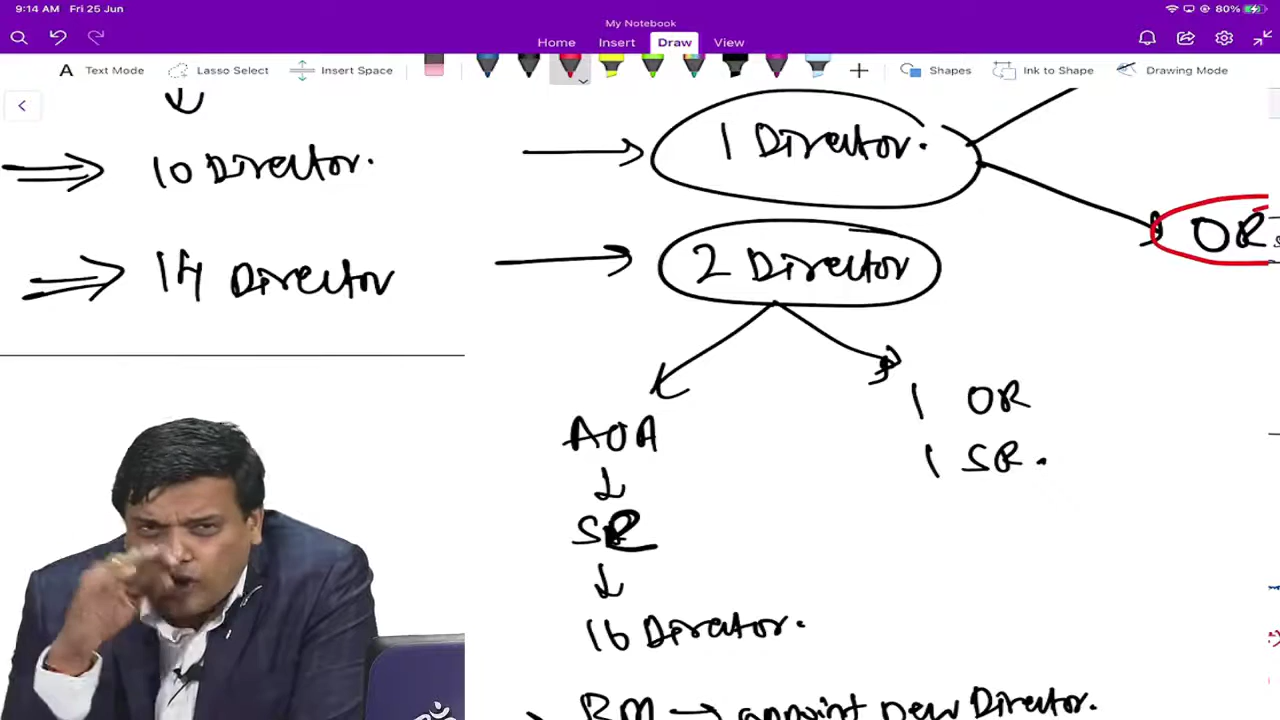 9:14 AM Fri 25 Jun
80%
My Notebook
Home Insert Draw View
Text Mode Lasso Select Insert Space Shapes Ink to Shape Drawing Mode
10 Director.
1 Director.
OR
14 Director
2 Director
1 OR
1 SR.
AOA
SR
16 Director.
BM → appoint new Director.